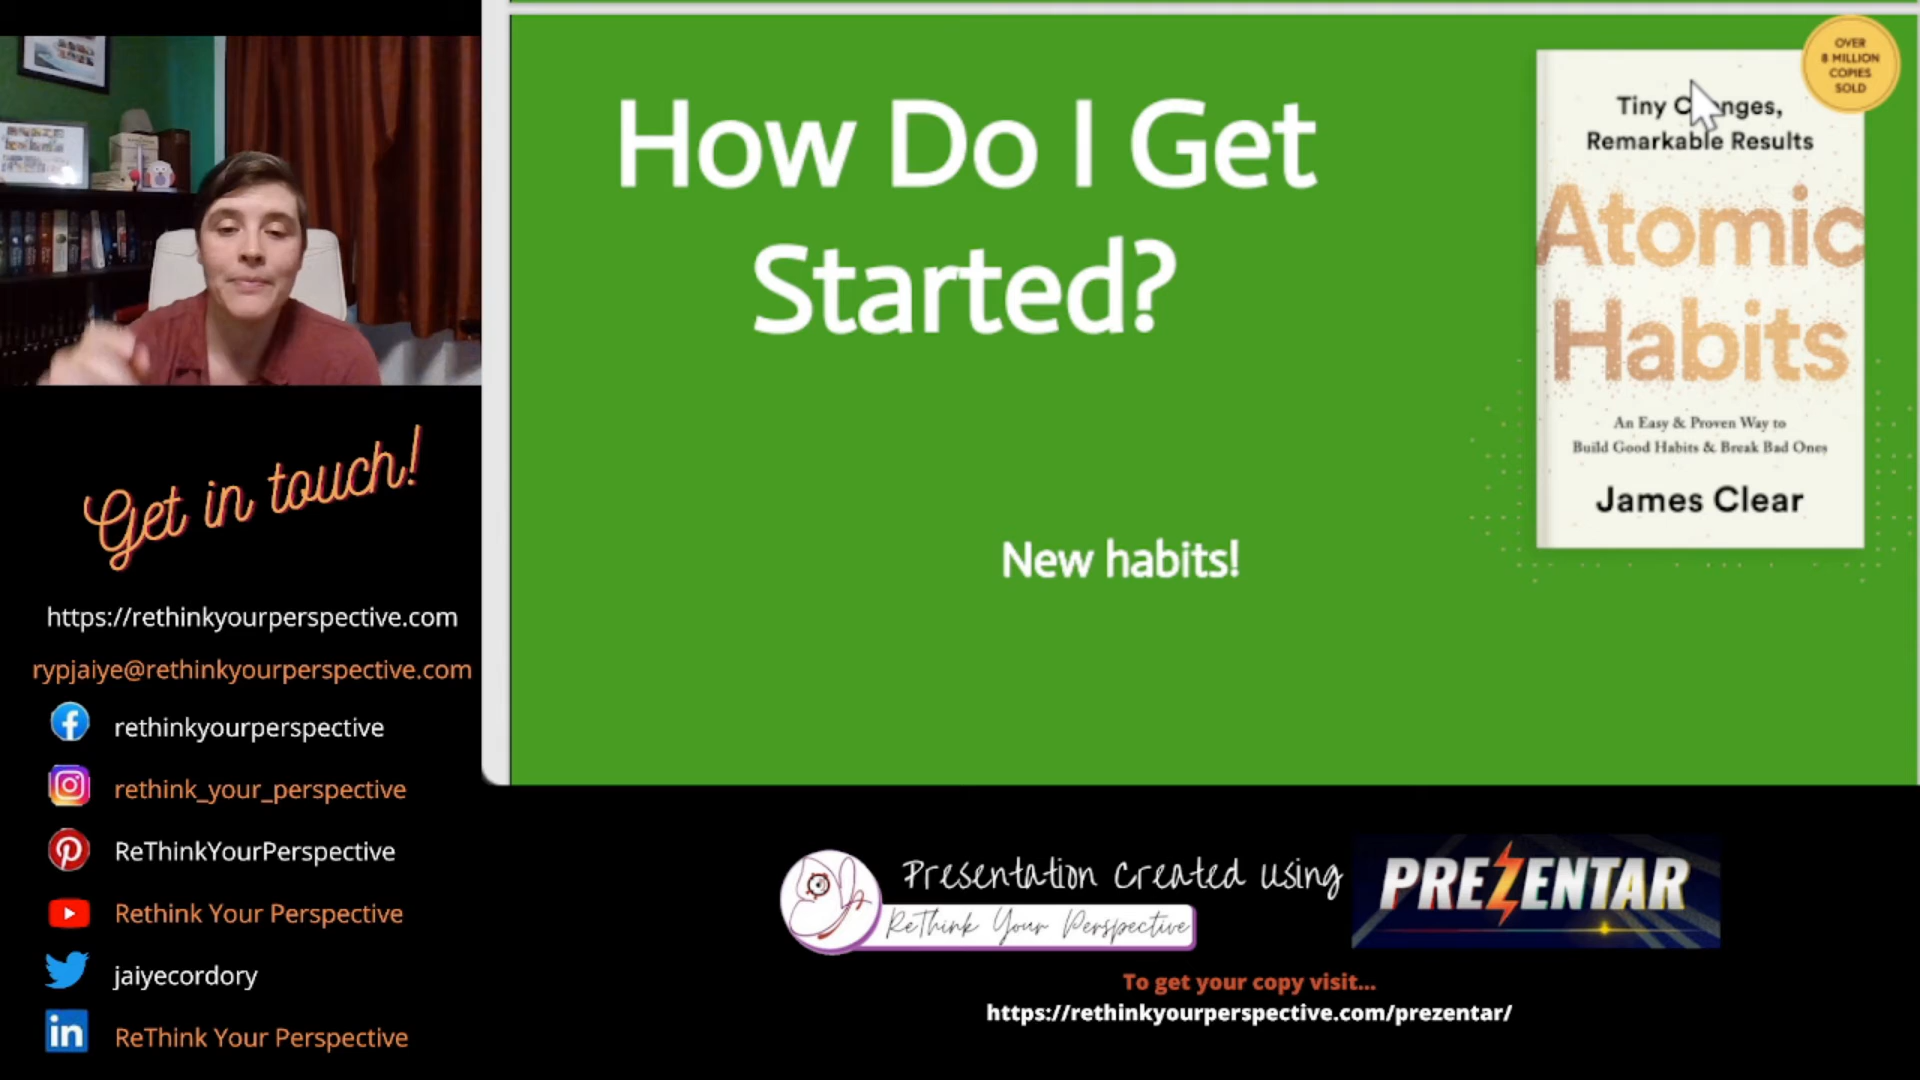 How Do I Get
Started?
New habits!
OVER
8 MILLION
COPIES
SOLD
Tiny
Remarkable Results
Atomic
Habits
An Easy & Proven Way to
Build Good Habits & Break Bad Ones
James Clear
Get in touch!
https://rethinkyourperspective.com
rypjaiye@rethinkyourperspective.com
rethinkyourperspective
rethink_your_perspective
ReThinkYourPerspective
Rethink Your Perspective
jaiyecordory
in
ReThink Your Perspective
Presentation created using
ReThink Your Perspective
PREZENTAR
To get your copy visit...
https://rethinkyourperspective.com/prezentar/